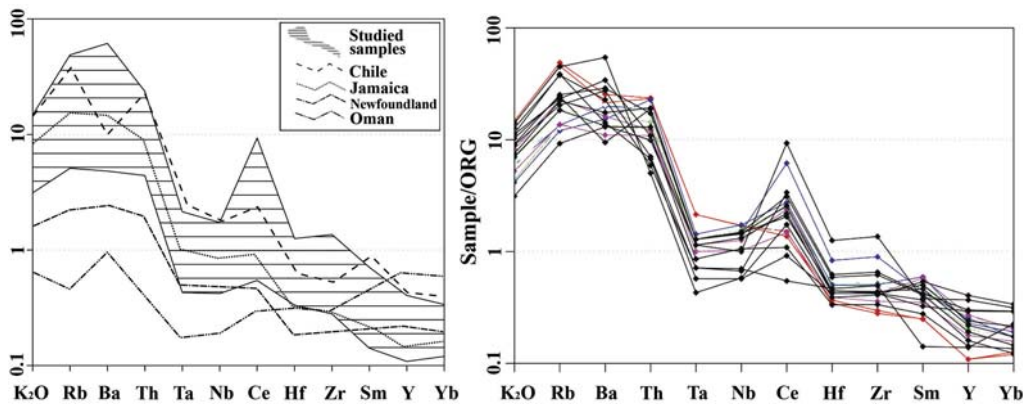 100
10
1
0.1
Studied
samples
Chile
Jamaica
Newfoundland
Oman
K₂O Rb Ba Th Ta Nb Ce Hf Zr Sm Y Yb
Sample/ORG
100
10
1
0.1
K₂O Rb Ba Th Ta Nb Ce Hf Zr Sm Y Yb